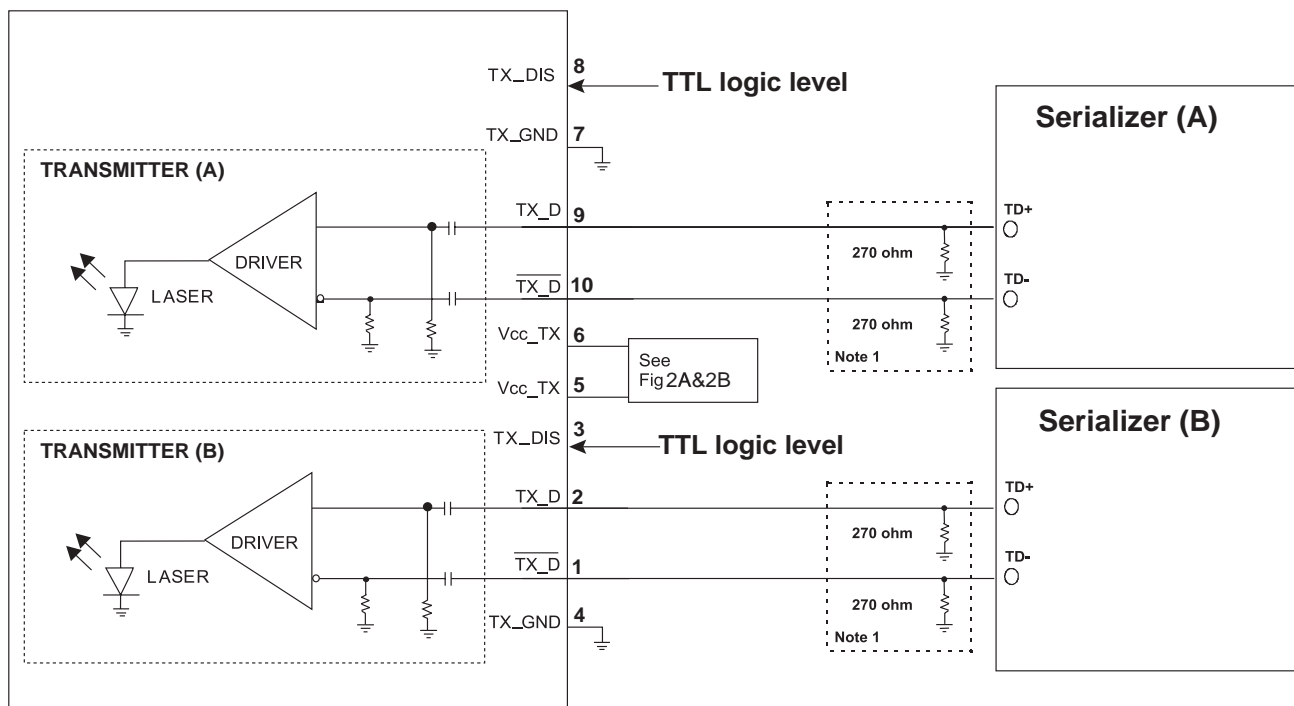 8
TX_DIS
TTL logic level
TX_GND
7
Serializer (A)
TRANSMITTER (A)
TX_D
9
TD+
270 ohm
DRIVER
LASER
TX_D
10
TD-
270 ohm
Note 1
Vcc_TX
6
See
Fig 2A&2B
Vcc_TX
5
TX_DIS
3
TTL logic level
Serializer (B)
TRANSMITTER (B)
TX_D
2
TD+
270 ohm
DRIVER
LASER
TX_D
1
TD-
270 ohm
Note 1
TX_GND
4